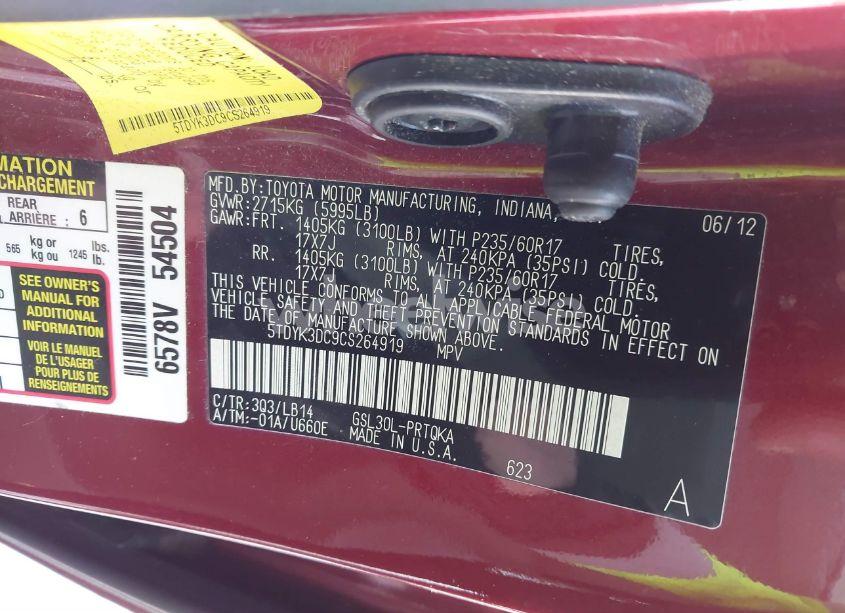 5TDYK3DC9CS264919
MATION
CHARGEMENT
REAR
ARRIÈRE : 6
565 kg or kg ou 1245 lbs. lb.
SEE OWNER'S
MANUAL FOR
ADDITIONAL
INFORMATION
VOIR LE MANUEL
DE L'USAGER
POUR PLUS DE
RENSEIGNEMENTS
6578V 54504
MFD.BY:TOYOTA MOTOR MANUFACTURING, INDIANA, 06/12
GVWR:2715KG (5995LB)
GAWR:FRT. 1405KG (3100LB) WITH P235/60R17 TIRES,
17X7J RIMS, AT 240KPA (35PSI) COLD.
RR. 1405KG (3100LB) WITH P235/60R17 TIRES,
17X7J RIMS, AT 240KPA (35PSI) COLD.
THIS VEHICLE CONFORMS TO ALL APPLICABLE FEDERAL MOTOR
VEHICLE SAFETY AND THEFT PREVENTION STANDARDS IN EFFECT ON
THE DATE OF MANUFACTURE SHOWN ABOVE.
5TDYK3DC9CS264919 MPV
C/TR:3Q3/LB14 GSL30L-PRTQKA
A/TM:-01A/U660E MADE IN U.S.A.
623
A